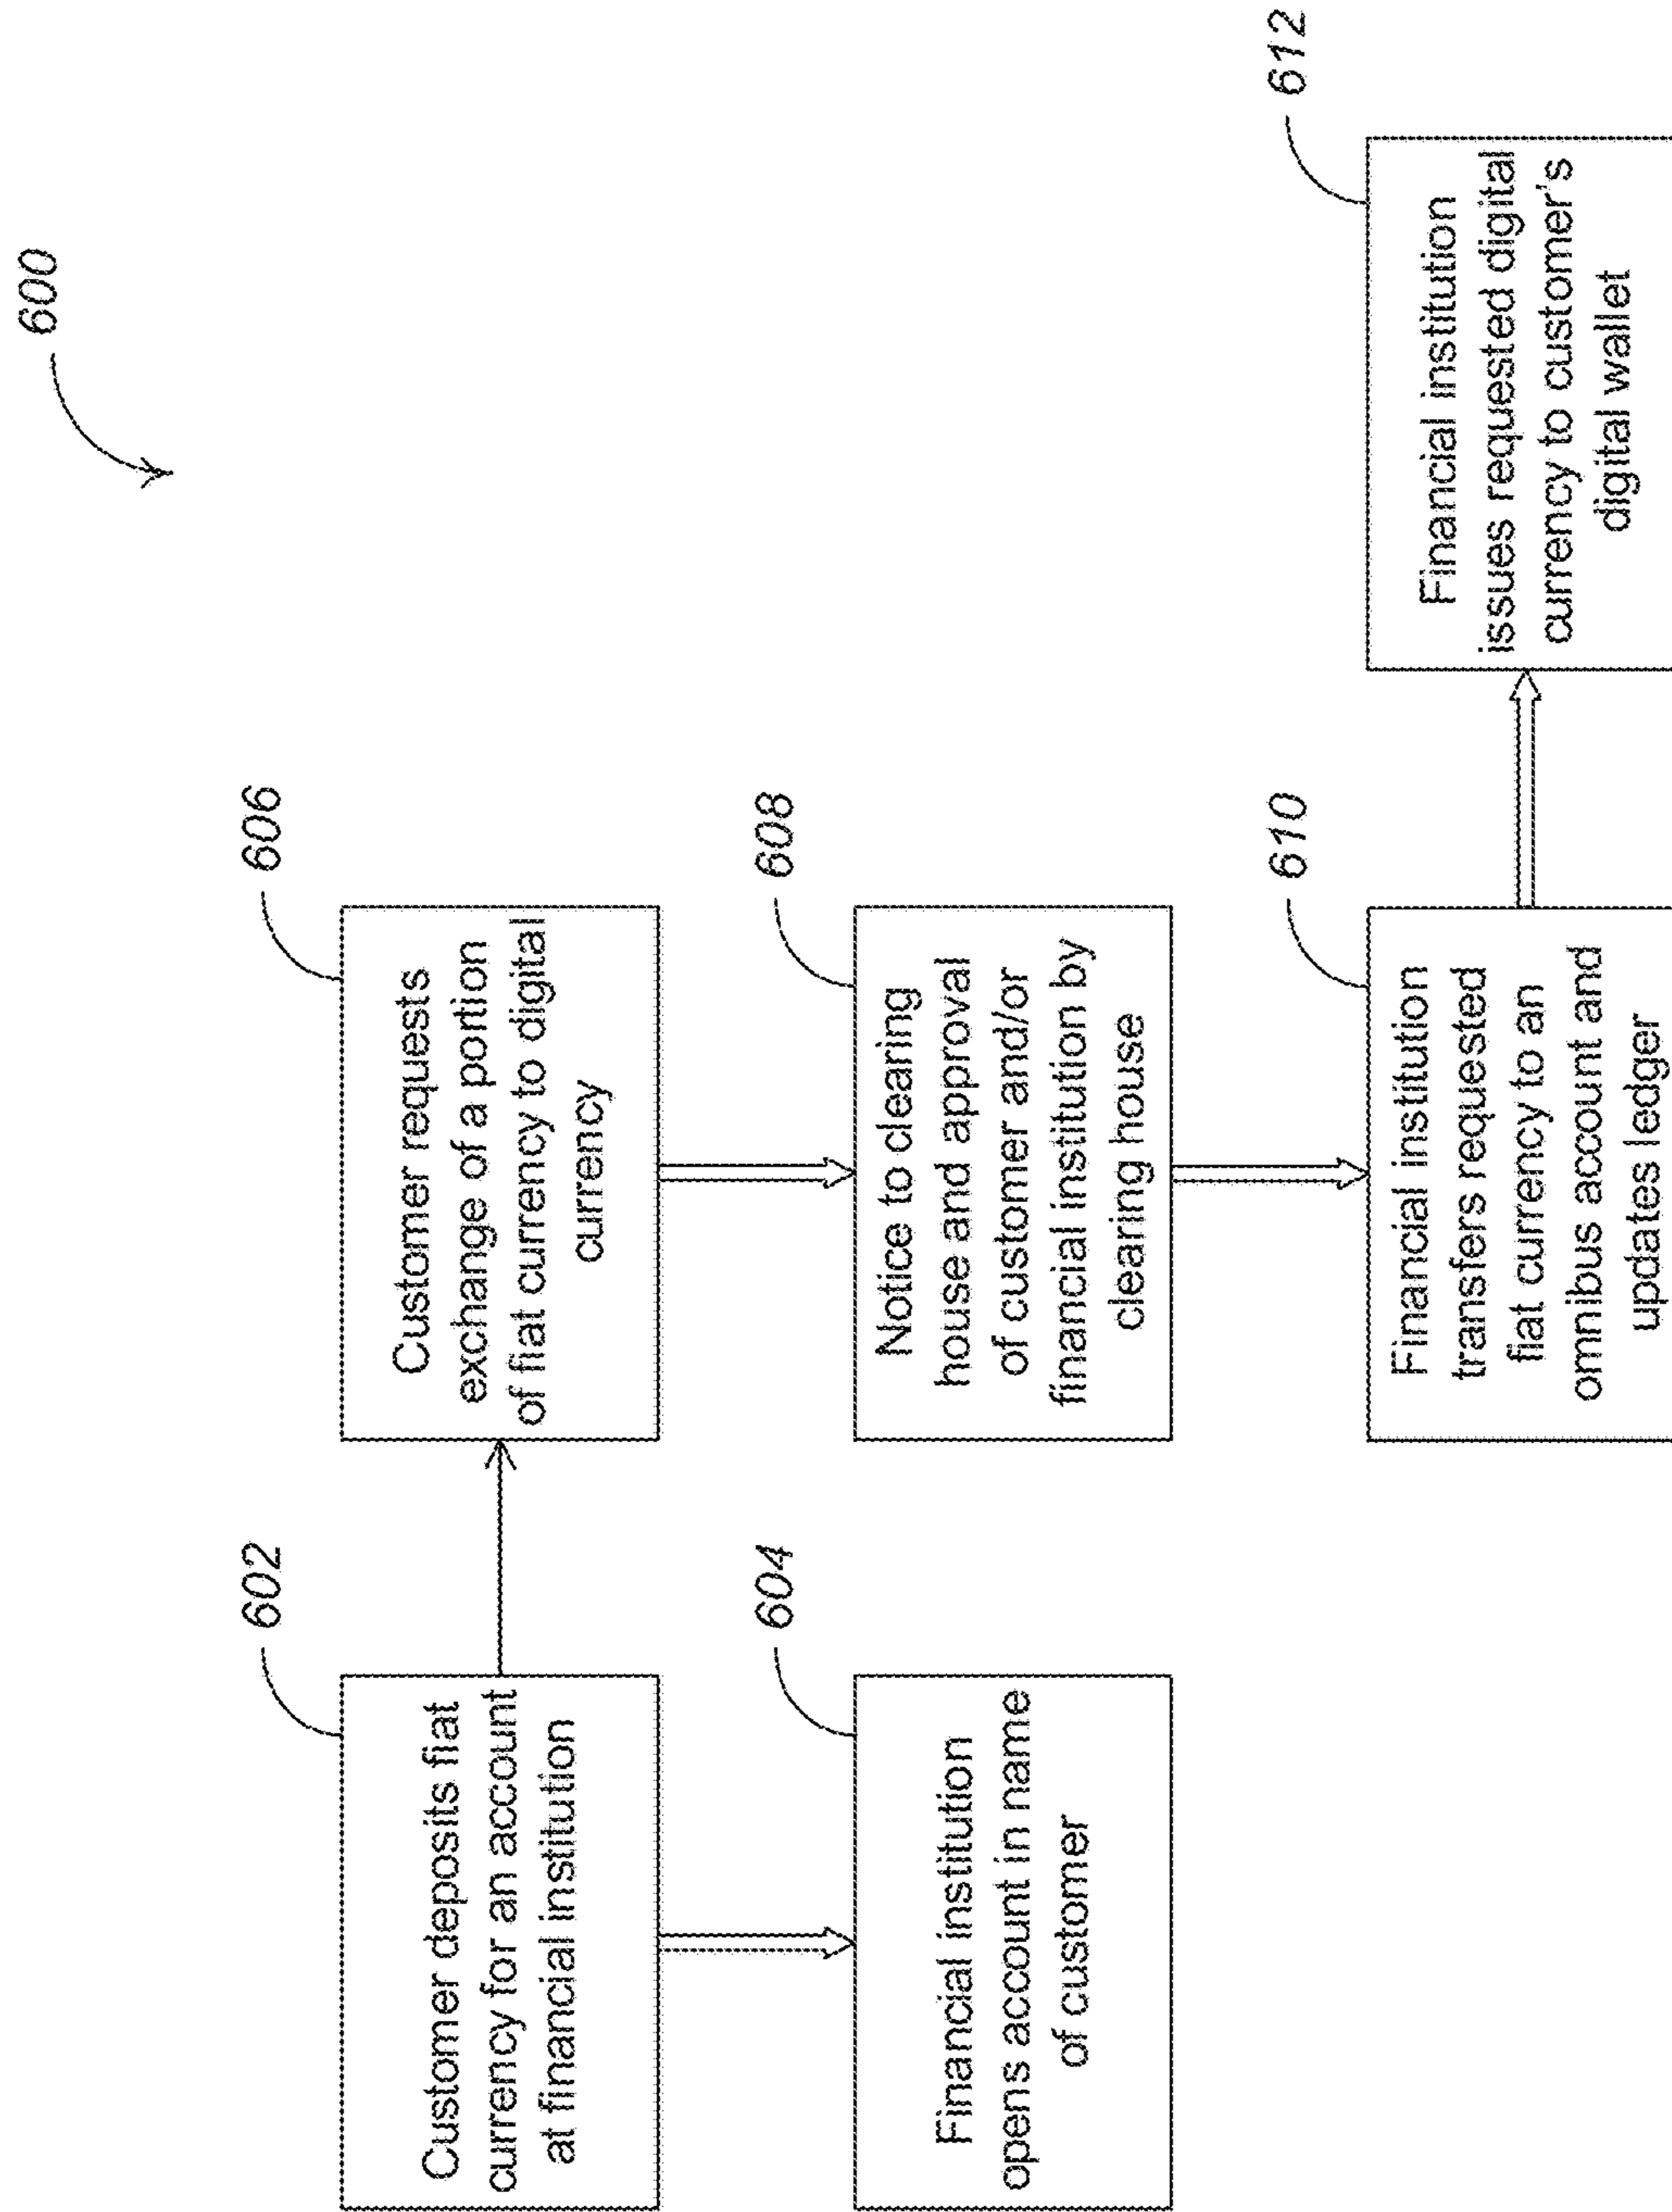 600
602
Customer deposits fiat
currency for an account
at financial institution
604
Financial institution
opens account in name
of customer
606
Customer requests
exchange of a portion
of fiat currency to digital
currency
608
Notice to clearing
house and approval
of customer and/or
financial institution by
clearing house
610
Financial institution
transfers requested
fiat currency to an
omnibus account and
updates ledger
612
Financial institution
issues requested digital
currency to customer's
digital wallet